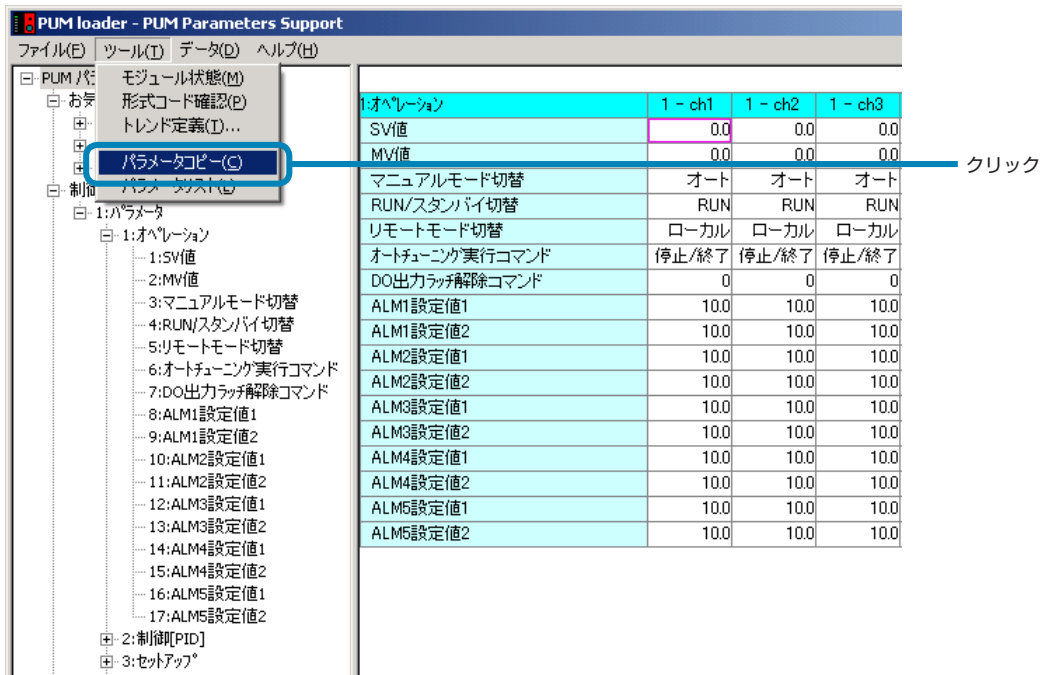 PUM loader - PUM Parameters Support
ファイル(F) ツール(T) データ(D) ヘルプ(H)
モジュール状態(M)
形式コード確認(P)
トレンド定義(T)...
パラメータコピー(C)
パラメータリスト(L)
クリック
PUM パ
お気
制御
1:パラメータ
1:オペレーション
1:SV値
2:MV値
3:マニュアルモード切替
4:RUN/スタンバイ切替
5:リモートモード切替
6:オートチューニング実行コマンド
7:DO出力ラッチ解除コマンド
8:ALM1設定値1
9:ALM1設定値2
10:ALM2設定値1
11:ALM2設定値2
12:ALM3設定値1
13:ALM3設定値2
14:ALM4設定値1
15:ALM4設定値2
16:ALM5設定値1
17:ALM5設定値2
2:制御[PID]
3:セットアップ
1:オペレーション 1 - ch1 1 - ch2 1 - ch3
SV値 0.0 0.0 0.0
MV値 0.0 0.0 0.0
マニュアルモード切替 オート オート オート
RUN/スタンバイ切替 RUN RUN RUN
リモートモード切替 ローカル ローカル ローカル
オートチューニング実行コマンド 停止/終了 停止/終了 停止/終了
DO出力ラッチ解除コマンド 0 0 0
ALM1設定値1 10.0 10.0 10.0
ALM1設定値2 10.0 10.0 10.0
ALM2設定値1 10.0 10.0 10.0
ALM2設定値2 10.0 10.0 10.0
ALM3設定値1 10.0 10.0 10.0
ALM3設定値2 10.0 10.0 10.0
ALM4設定値1 10.0 10.0 10.0
ALM4設定値2 10.0 10.0 10.0
ALM5設定値1 10.0 10.0 10.0
ALM5設定値2 10.0 10.0 10.0